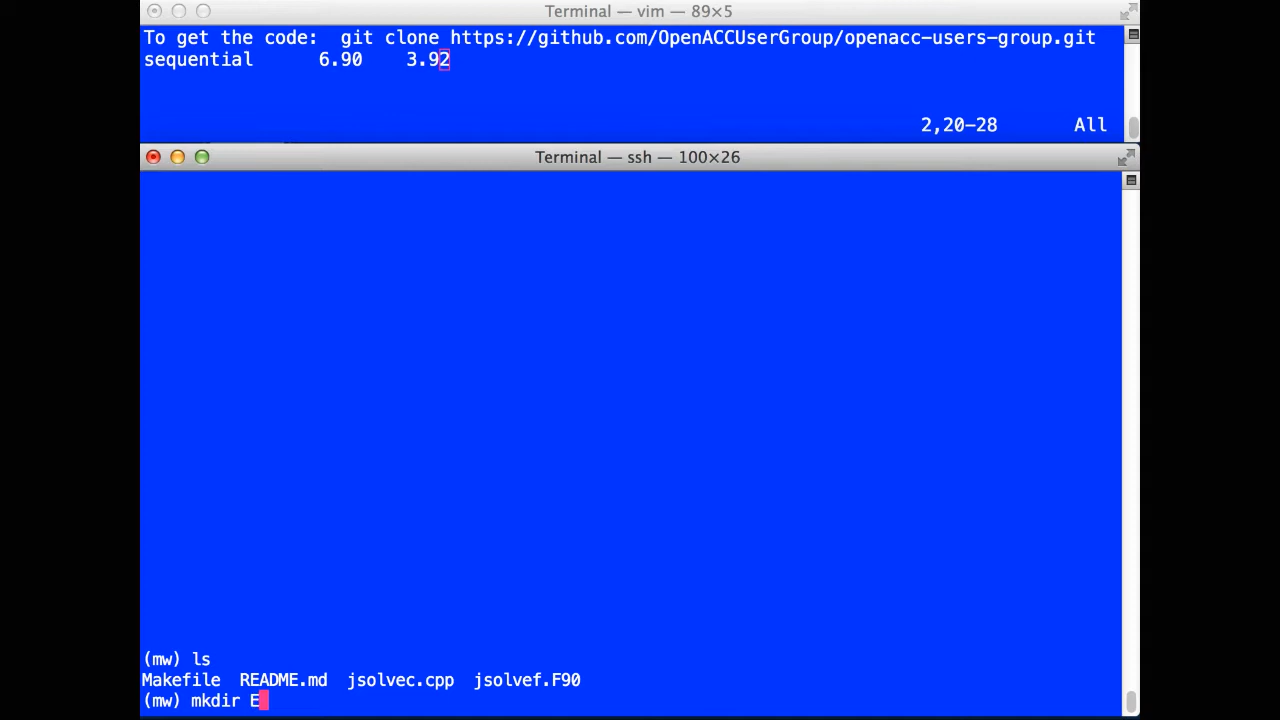 Terminal — vim — 89×5
To get the code:  git clone https://github.com/OpenACCUserGroup/openacc-users-group.git
sequential      6.90    3.92
2,20-28       All
Terminal — ssh — 100×26
(mw) ls
Makefile  README.md  jsolvec.cpp  jsolvef.F90
(mw) mkdir E